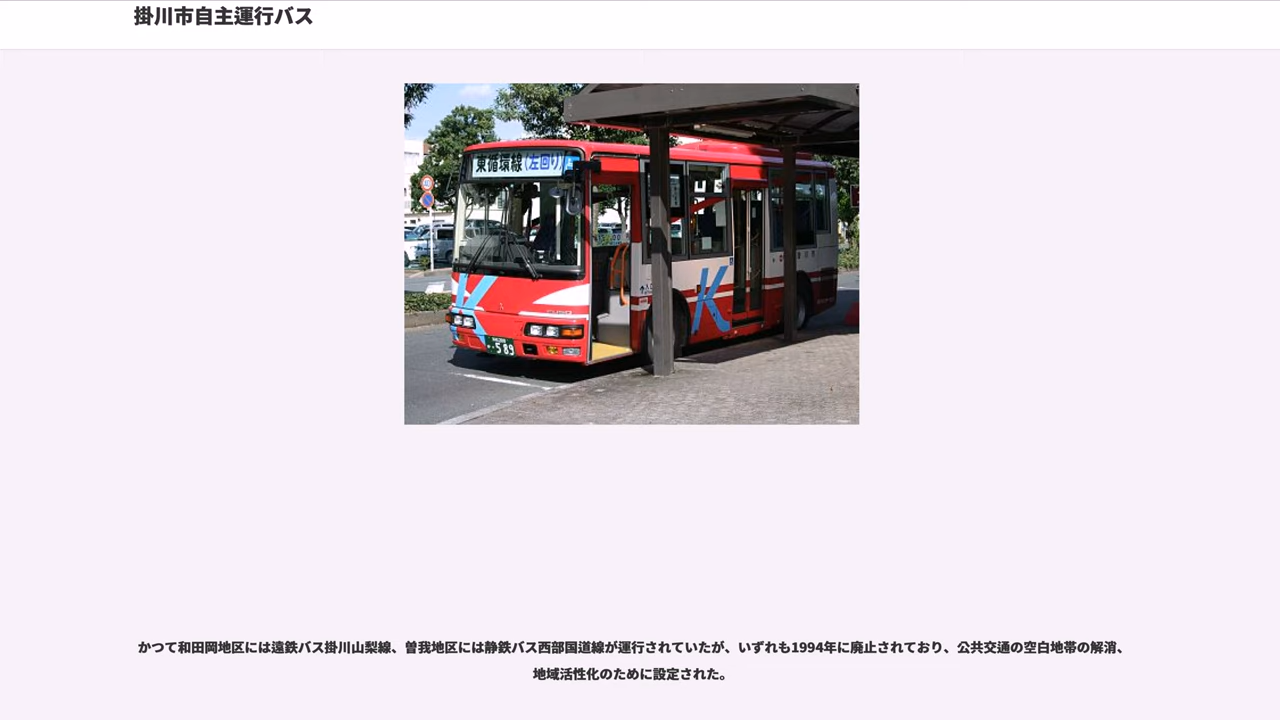 掛川市自主運行バス
東循環線(左回り)
K
K
589
かつて和田岡地区には遠鉄バス掛川山梨線、曽我地区には静鉄バス西部国道線が運行されていたが、いずれも1994年に廃止されており、公共交通の空白地帯の解消、
地域活性化のために設定された。